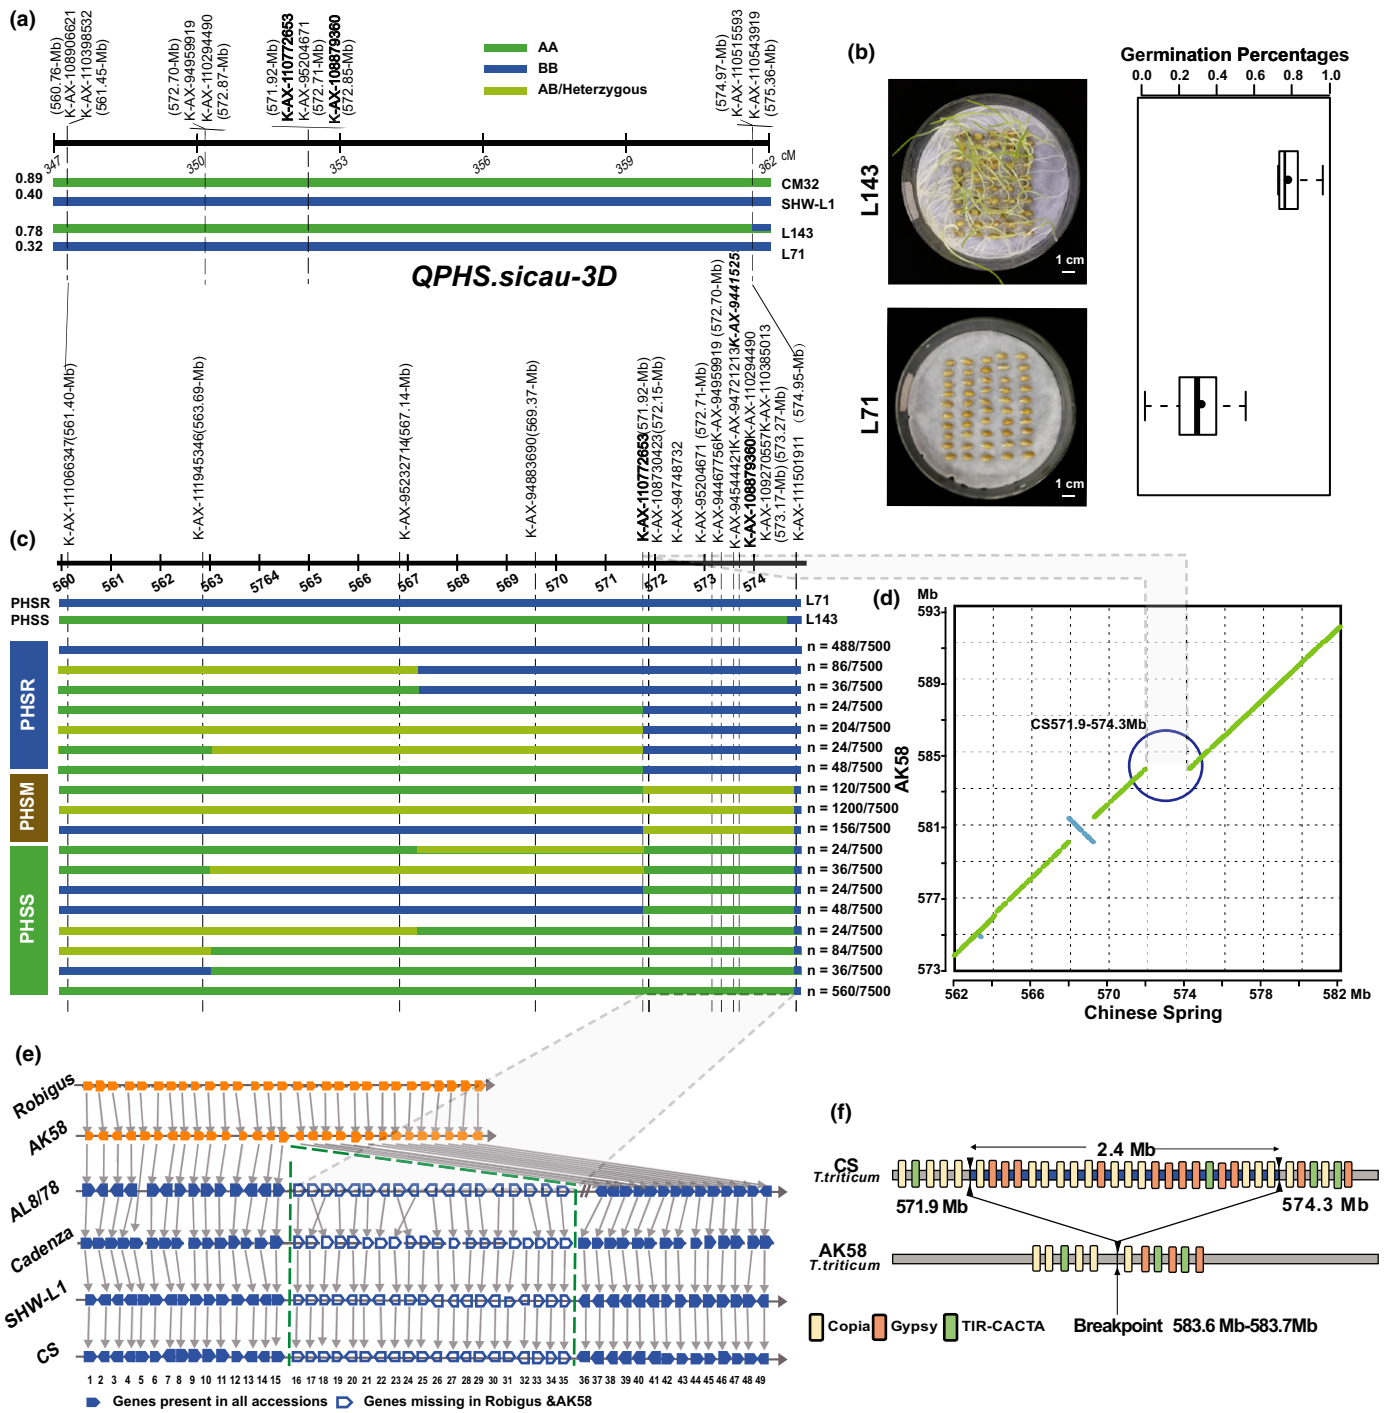 (a)
(560.76-Mb)
K-AX-108906621
K-AX-110398532
(561.45-Mb)
(572.70-Mb)
K-AX-94959919
K-AX-110294490
(572.87-Mb)
(571.92-Mb)
K-AX-110772653
K-AX-95204671
(572.71-Mb)
K-AX-108879360
(572.85-Mb)
(574.97-Mb)
K-AX-110515593
K-AX-110543919
(575.36-Mb)
AA
BB
AB/Heterzygous
347
350
353
356
359
362
cM
0.89
CM32
0.40
SHW-L1
0.78
L143
0.32
L71
QPHS.sicau-3D
(b)
Germination Percentages
0.0 0.2 0.4 0.6 0.8 1.0
L143
1 cm
L71
1 cm
(c)
K-AX-111066347(561.40-Mb)
K-AX-111945346(563.69-Mb)
K-AX-95232714(567.14-Mb)
K-AX-94883690(569.37-Mb)
K-AX-110772653(571.92-Mb)
K-AX-108730423(572.15-Mb)
K-AX-94748732
K-AX-95204671 (572.71-Mb)
K-AX-94467756K-AX-94959919 (572.70-Mb)
K-AX-94544421K-AX-94721213K-AX-9441525
K-AX-108879360K-AX-110294490
K-AX-109270557K-AX-110385013
(573.17-Mb)(573.27-Mb)
K-AX-111501911 (574.95-Mb)
560 561 562 563 5764 565 566 567 568 569 570 571 572 573 574
PHSR
L71
PHSS
L143
PHSR
n = 488/7500
n = 86/7500
n = 36/7500
n = 24/7500
n = 204/7500
n = 24/7500
n = 48/7500
PHSM
n = 120/7500
n = 1200/7500
n = 156/7500
PHSS
n = 24/7500
n = 36/7500
n = 24/7500
n = 48/7500
n = 24/7500
n = 84/7500
n = 36/7500
n = 560/7500
(d)
Mb
593
589
585
581
577
573
AK58
CS571.9-574.3Mb
562 566 570 574 578 582 Mb
Chinese Spring
(e)
Robigus
AK58
AL8/78
Cadenza
SHW-L1
CS
1 2 3 4 5 6 7 8 9 10 11 12 13 14 15 16 17 18 19 20 21 22 23 24 25 26 27 28 29 30 31 32 33 34 35 36 37 38 39 40 41 42 43 44 45 46 47 48 49
Genes present in all accessions
Genes missing in Robigus &AK58
(f)
2.4 Mb
CS
T.triticum
571.9 Mb
574.3 Mb
AK58
T.triticum
Copia
Gypsy
TIR-CACTA
Breakpoint 583.6 Mb-583.7Mb